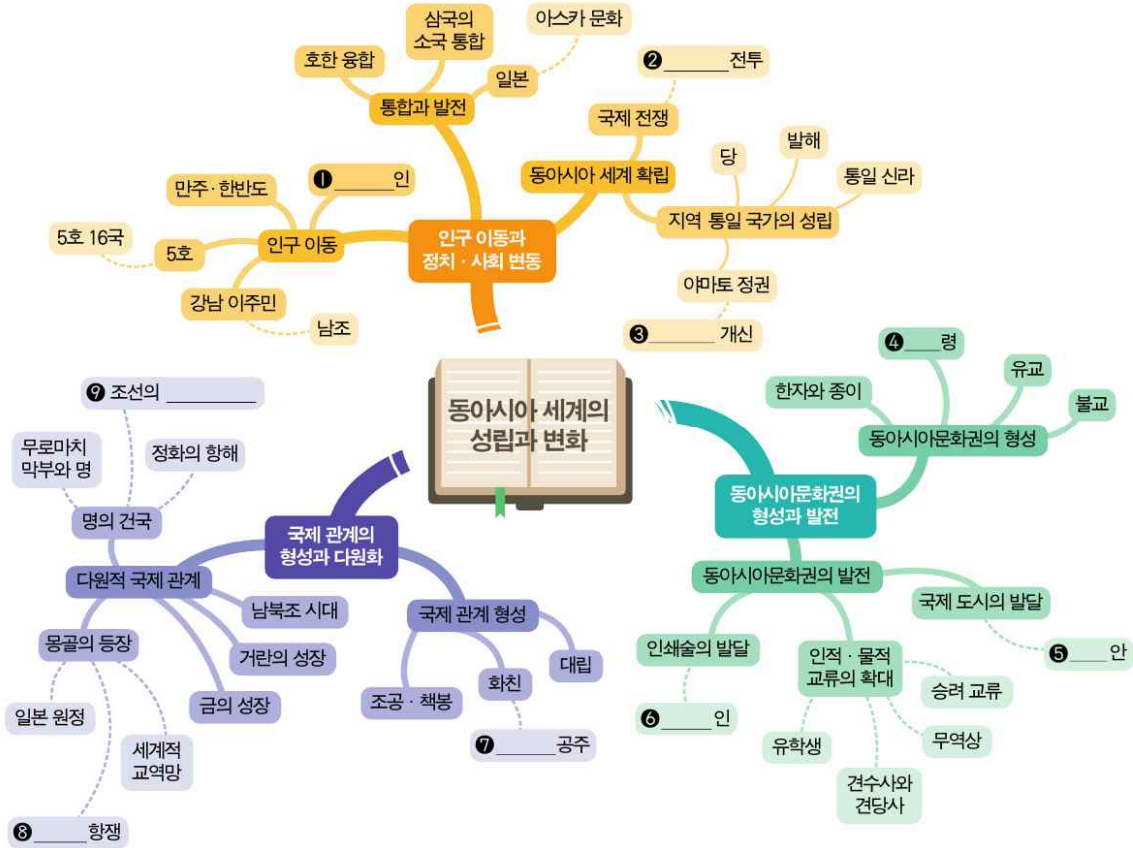 삼국의
소국 통합
아스카 문화
호한 융합
일본
통합과 발전
❷ _______전투
국제 전쟁
당
발해
동아시아 세계 확립
통일 신라
만주·한반도
❶ _______인
지역 통일 국가의 성립
5호 16국
5호
인구 이동
인구 이동과
정치·사회 변동
강남 이주민
야마토 정권
남조
❸ _______ 개신
❹ ____령
유교
한자와 종이
불교
동아시아문화권의 형성
동아시아 세계의
성립과 변화
❾ 조선의 __________
무로마치
막부와 명
정화의 항해
명의 건국
국제 관계의
형성과 다원화
동아시아문화권의
형성과 발전
다원적 국제 관계
동아시아문화권의 발전
남북조 시대
국제 관계 형성
국제 도시의 발달
몽골의 등장
거란의 성장
대립
인쇄술의 발달
인적·물적
교류의 확대
❺ ____안
금의 성장
조공·책봉
화친
승려 교류
일본 원정
세계적
교역망
❼ _______공주
❻ ______인
유학생
무역상
견수사와
견당사
❽ ______항쟁